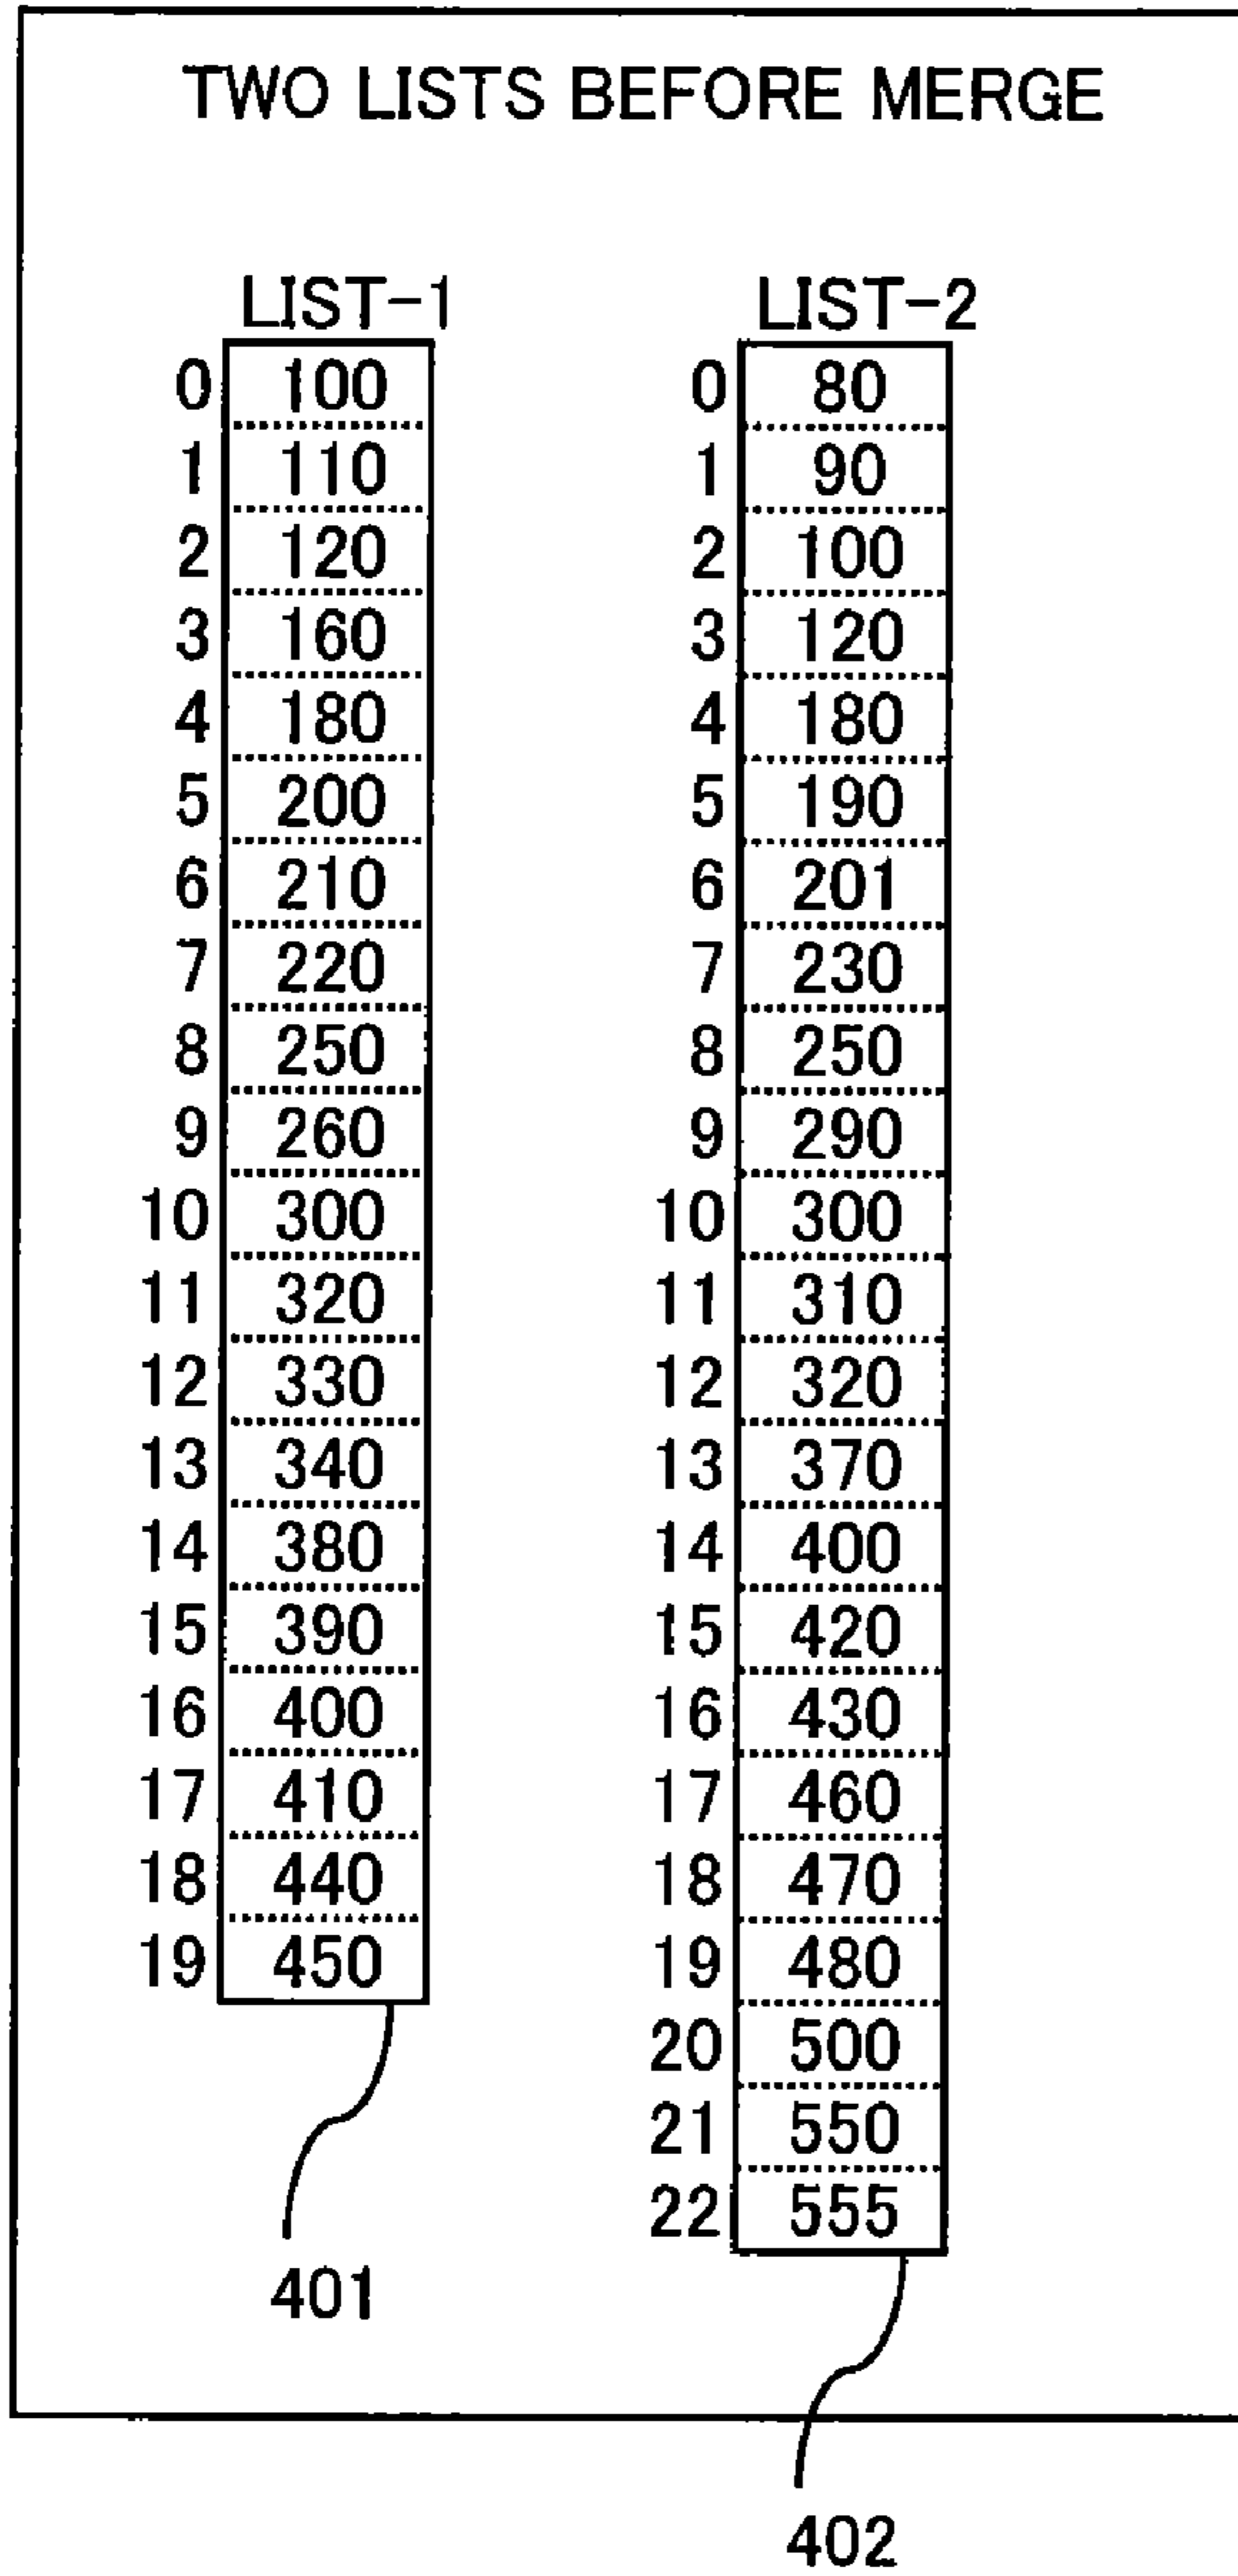 TWO LISTS BEFORE MERGE
LIST-1 LIST-2
0 100 0 80
1 110 1 90
2 120 2 100
3 160 3 120
4 180 4 180
5 200 5 190
6 210 6 201
7 220 7 230
8 250 8 250
9 260 9 290
10 300 10 300
11 320 11 310
12 330 12 320
13 340 13 370
14 380 14 400
15 390 15 420
16 400 16 430
17 410 17 460
18 440 18 470
19 450 19 480
20 500
21 550
22 555
401
402